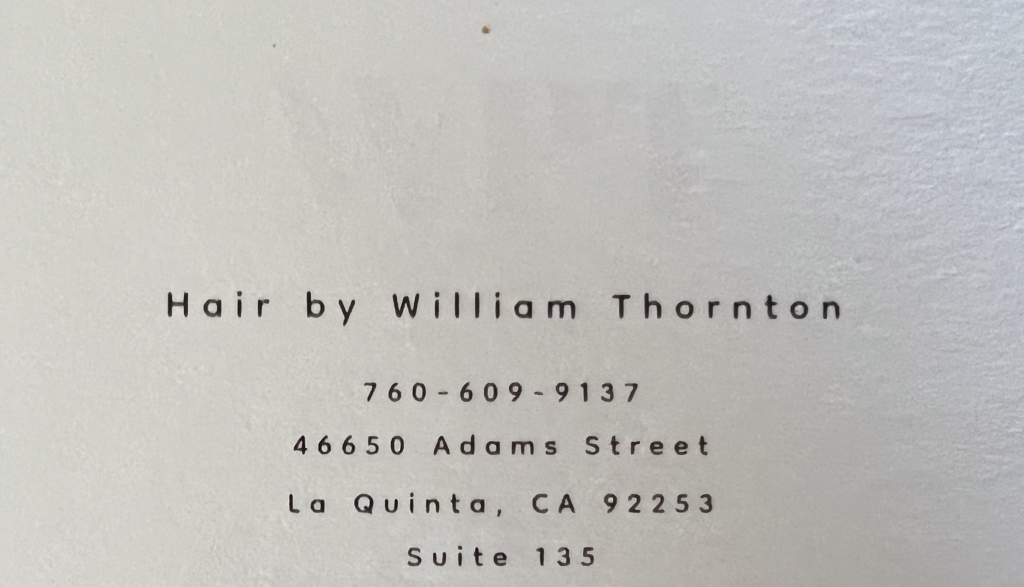 Hair by William Thornton
760-609-9137
46650 Adams Street
La Quinta, CA 92253
Suite 135